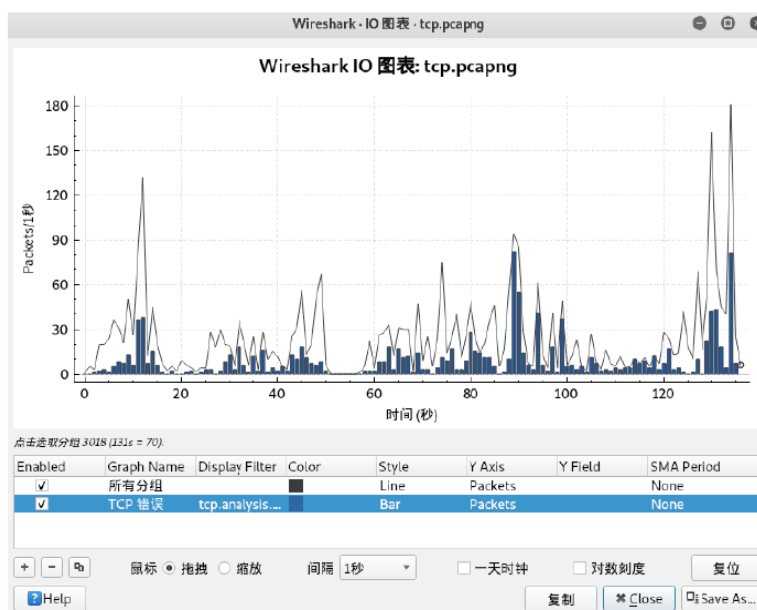 Wireshark · IO 图表 · tcp.pcapng
Wireshark IO 图表: tcp.pcapng
180
150
120
90
60
30
0
Packets/1秒
0 20 40 60 80 100 120
时间 (秒)
点击选取分组 3018 (131s = 70).
Enabled Graph Name Display Filter Color Style Y Axis Y Field SMA Period
所有分组 Line Packets None
TCP 错误 tcp.analysis.... Bar Packets None
+ − 鼠标 拖拽 缩放 间隔 1秒 一天时钟 对数刻度 复位
?Help 复制 Close Save As...